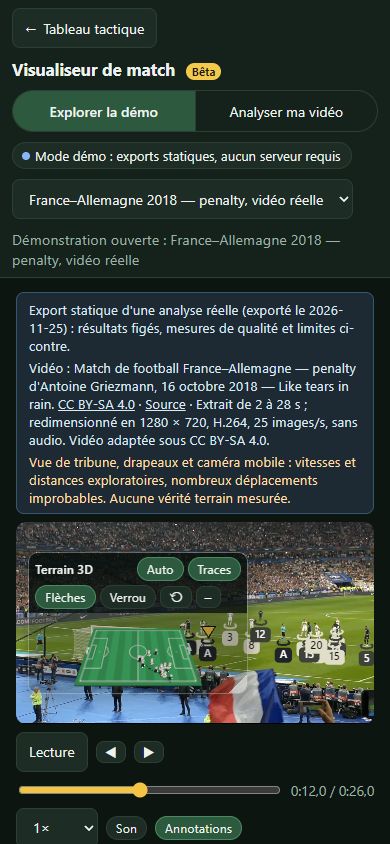 ← Tableau tactique
Visualiseur de match Bêta
Explorer la démo Analyser ma vidéo
Mode démo : exports statiques, aucun serveur requis
France–Allemagne 2018 — penalty, vidéo réelle
Démonstration ouverte : France–Allemagne 2018 —
penalty, vidéo réelle
Export statique d'une analyse réelle (exporté le 2026-
11-25) : résultats figés, mesures de qualité et limites ci-
contre.
Vidéo : Match de football France–Allemagne — penalty
d'Antoine Griezmann, 16 octobre 2018 — Like tears in
rain. CC BY-SA 4.0 · Source · Extrait de 2 à 28 s ;
redimensionné en 1280 × 720, H.264, 25 images/s, sans
audio. Vidéo adaptée sous CC BY-SA 4.0.
Vue de tribune, drapeaux et caméra mobile : vitesses et
distances exploratoires, nombreux déplacements
improbables. Aucune vérité terrain mesurée.
Terrain 3D Auto Traces
Flèches Verrou ⟲ –
3 12
8 20
A A 15 15 5
Lecture ◀ ▶
0:12,0 / 0:26,0
1× Son Annotations